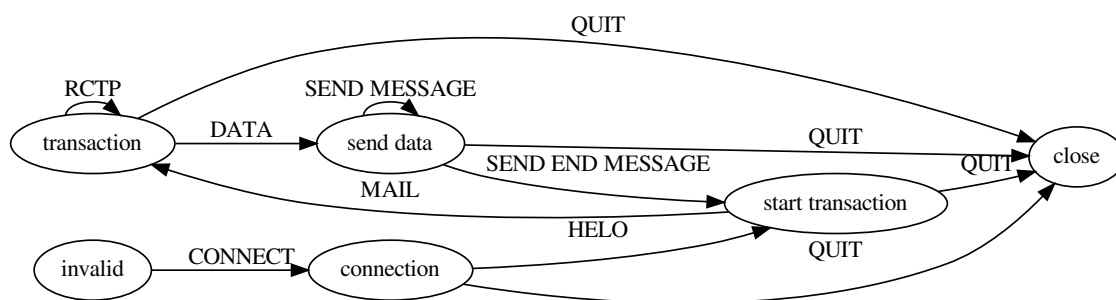 QUIT
RCTP
SEND MESSAGE
transaction
DATA
send data
QUIT
close
SEND END MESSAGE
QUIT
MAIL
start transaction
HELO
invalid
CONNECT
connection
QUIT